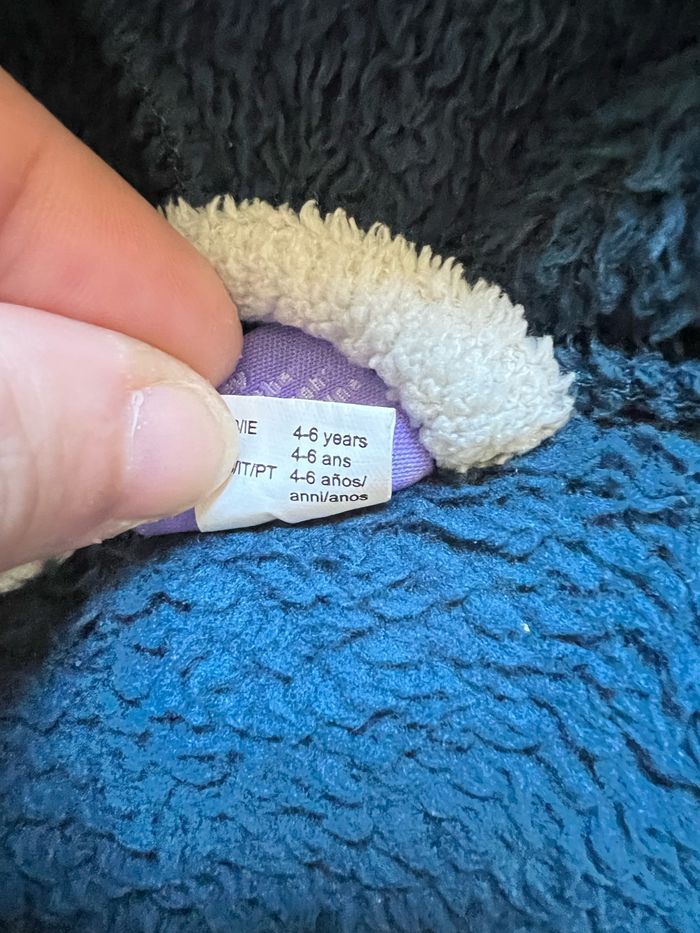 /IE 4-6 years
4-6 ans
/IT/PT 4-6 años/
anni/anos